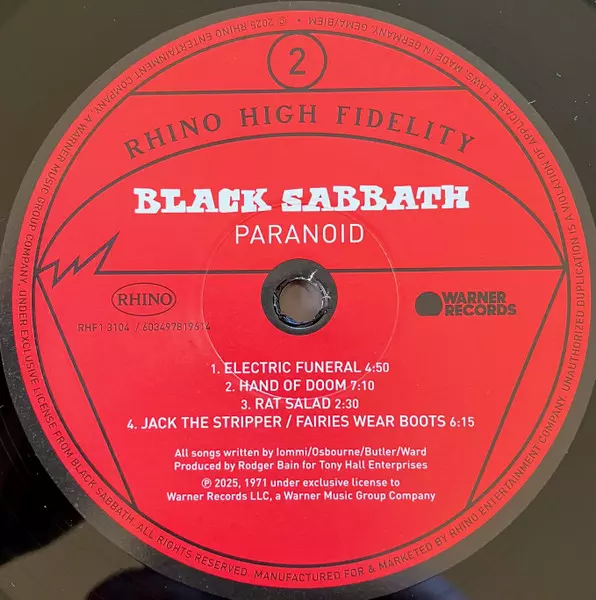 2
RHINO HIGH FIDELITY
BLACK SABBATH
PARANOID
RHINO
WARNER
RECORDS
RHF1 3104 / 603497819614
1. ELECTRIC FUNERAL 4:50
2. HAND OF DOOM 7:10
3. RAT SALAD 2:30
4. JACK THE STRIPPER / FAIRIES WEAR BOOTS 6:15
All songs written by Iommi/Osbourne/Butler/Ward
Produced by Rodger Bain for Tony Hall Enterprises
℗ 2025, 1971 under exclusive license to
Warner Records LLC, a Warner Music Group Company
MANUFACTURED FOR & MARKETED BY RHINO ENTERTAINMENT COMPANY, A WARNER MUSIC GROUP COMPANY, UNDER EXCLUSIVE LICENSE FROM BLACK SABBATH. ALL RIGHTS RESERVED. UNAUTHORIZED DUPLICATION IS A VIOLATION OF APPLICABLE LAWS. MADE IN GERMANY. GEMA/BIEM ℗ © 2025 RHINO ENTERTAINMENT COMPANY,